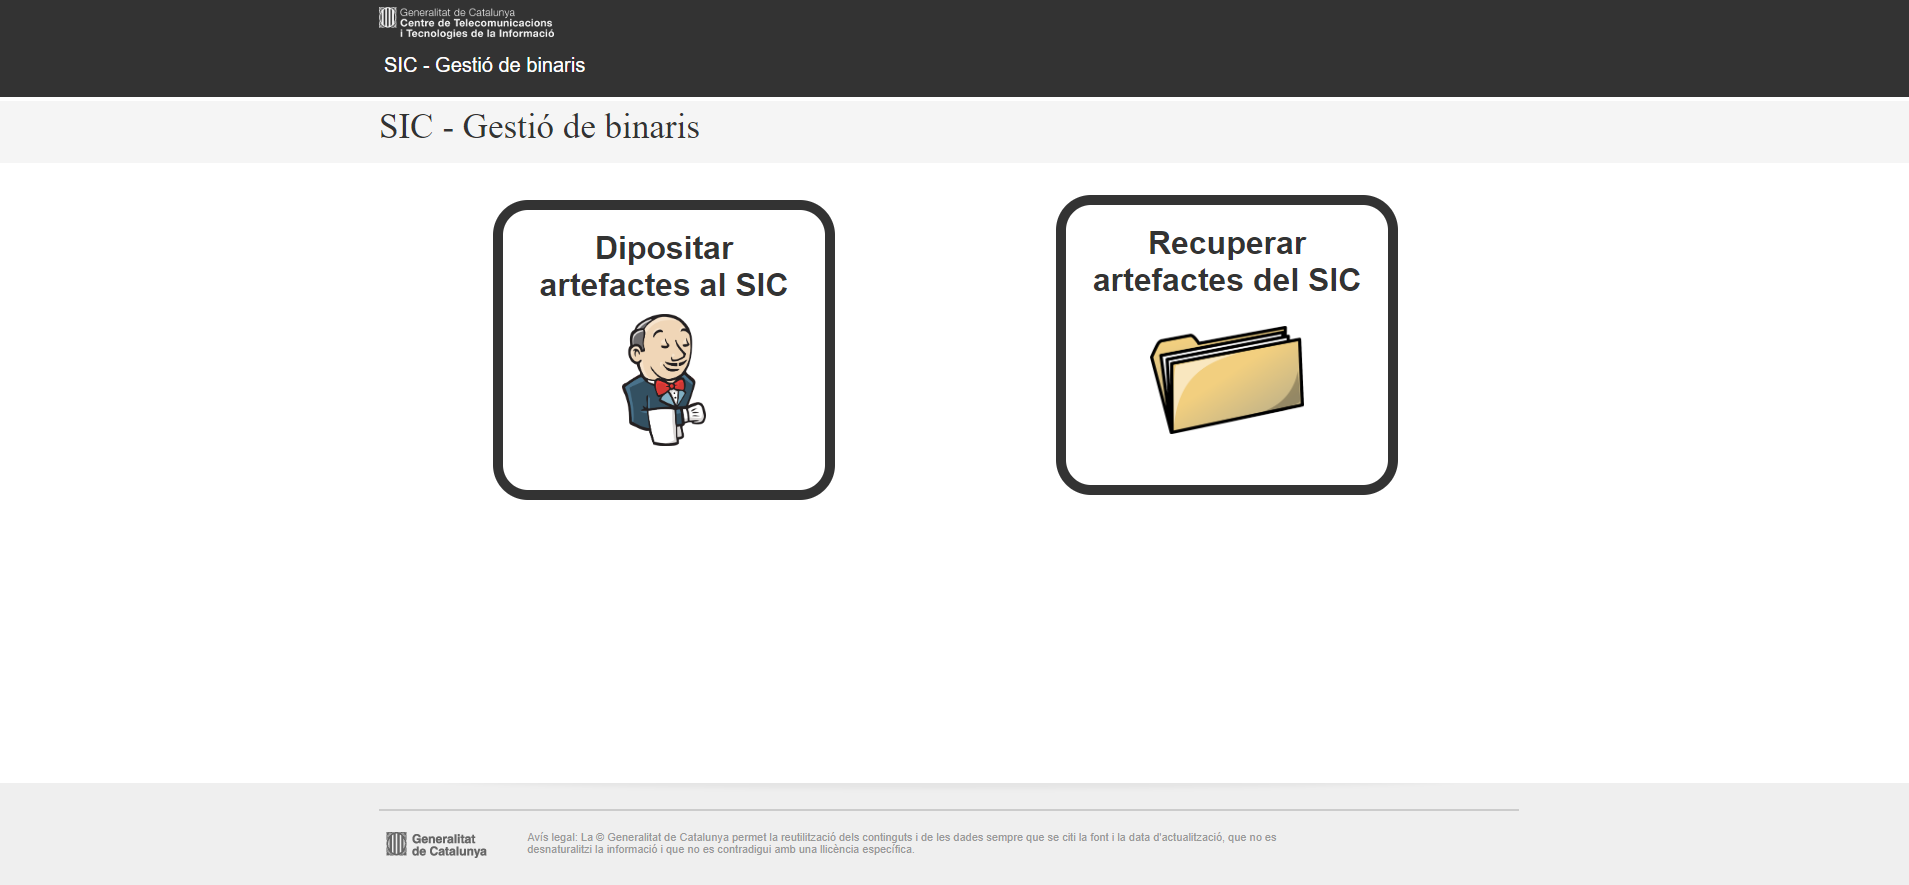 Generalitat de Catalunya
Centre de Telecomunicacions
i Tecnologies de la Informació
SIC - Gestió de binaris
SIC - Gestió de binaris
Dipositar
artefactes al SIC
Recuperar
artefactes del SIC
Generalitat
de Catalunya
Avís legal: La © Generalitat de Catalunya permet la reutilització dels continguts i de les dades sempre que se citi la font i la data d'actualització, que no es
desnaturalitzi la informació i que no es contradigui amb una llicència específica.